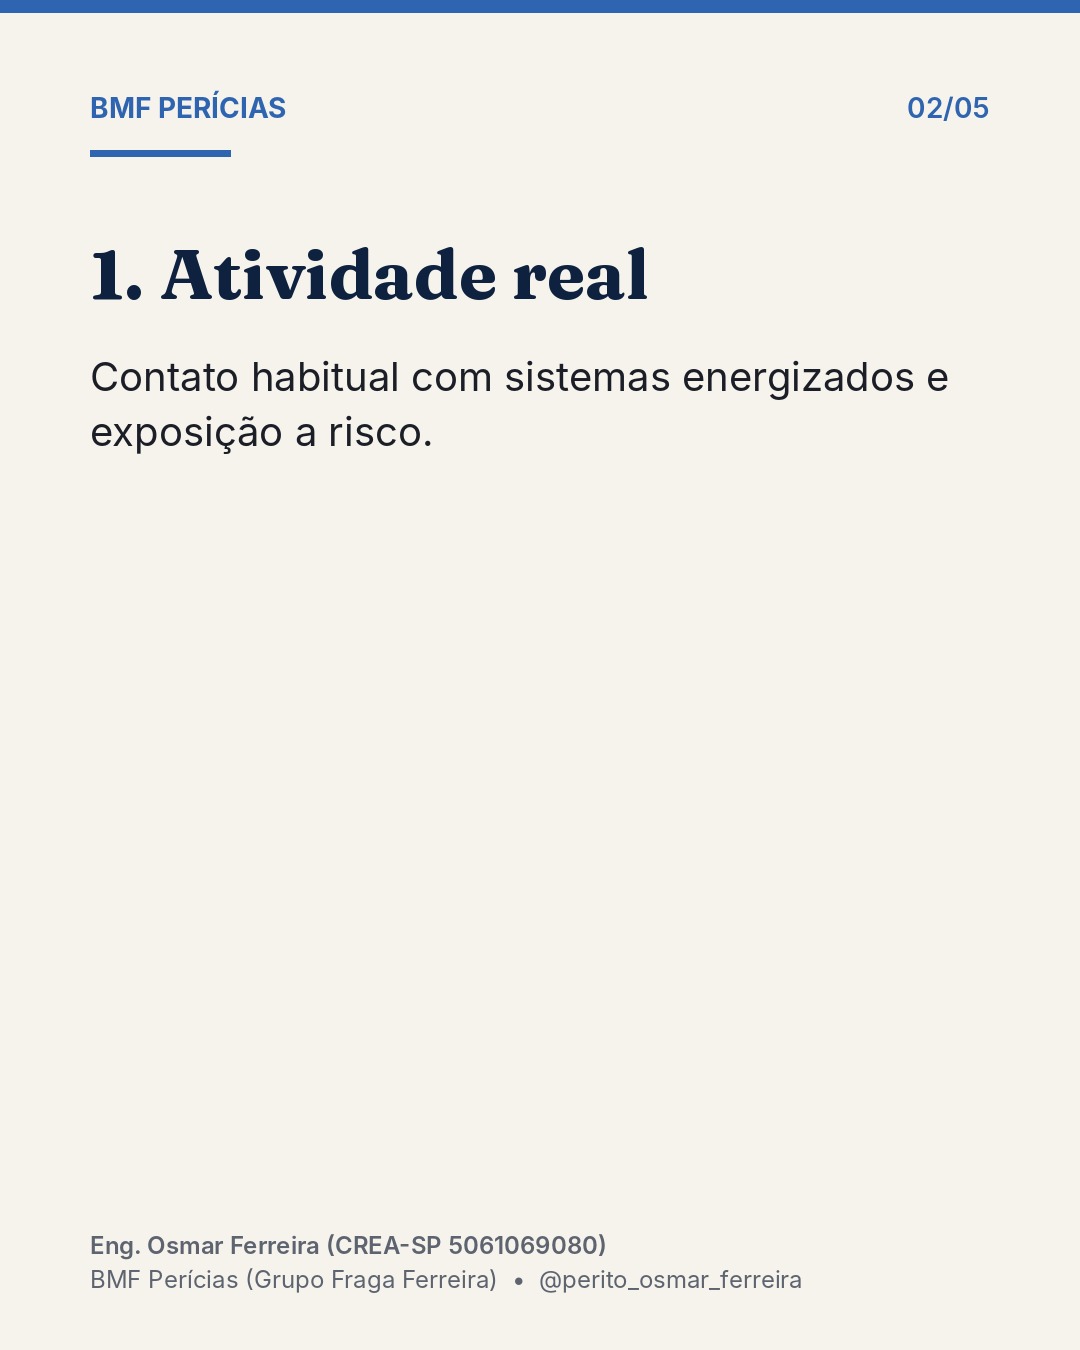 BMF PERÍCIAS
02/05
1. Atividade real
Contato habitual com sistemas energizados e
exposição a risco.
Eng. Osmar Ferreira (CREA-SP 5061069080)
BMF Perícias (Grupo Fraga Ferreira) • @perito_osmar_ferreira